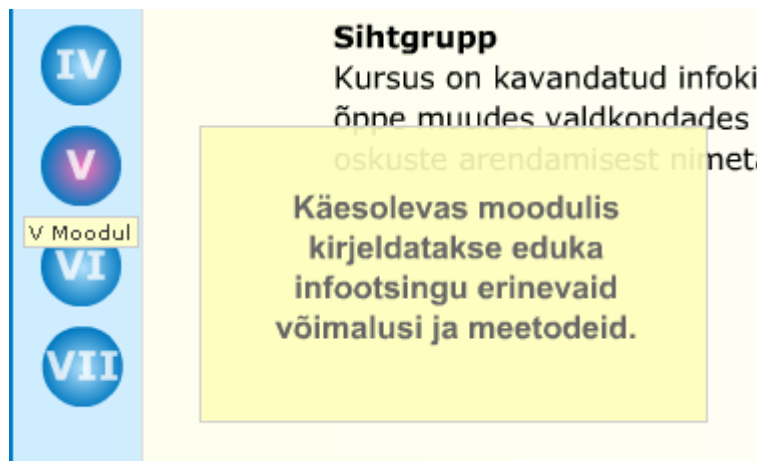 IV
V
V Moodul
VI
VII
Sihtgrupp
Kursus on kavandatud infoki
õppe muudes valdkondades
oskuste arendamisest nimeta
Käesolevas moodulis
kirjeldatakse eduka
infootsingu erinevaid
võimalusi ja meetodeid.